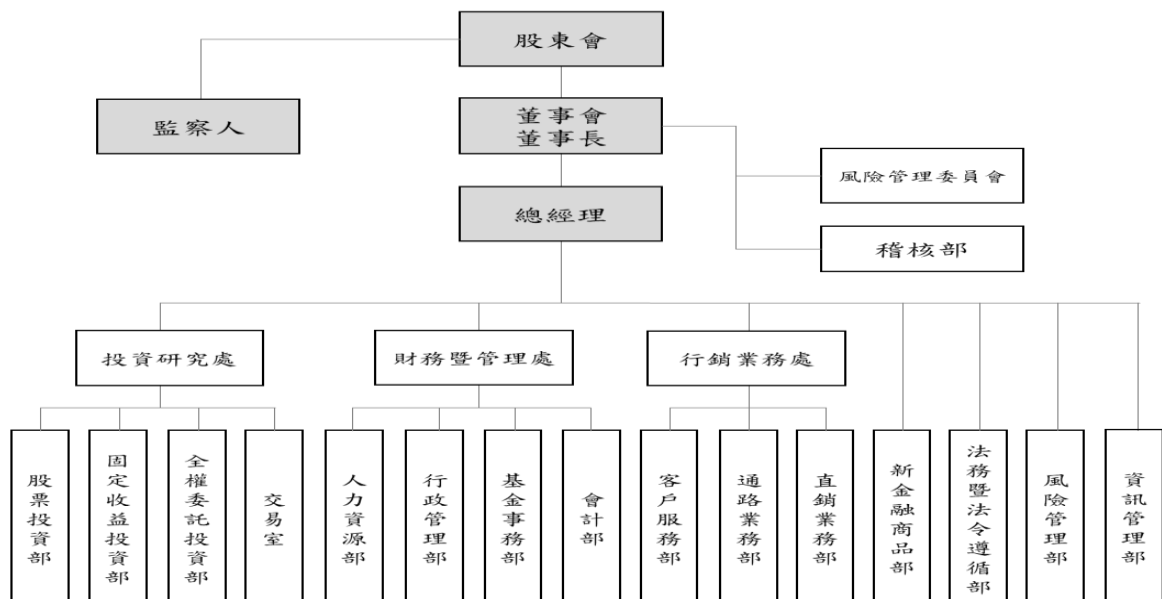 股東會
監察人
董事會
董事長
風險管理委員會
總經理
稽核部
投資研究處
財務暨管理處
行銷業務處
股票投資部
固定收益投資部
全權委託投資部
交易室
人力資源部
行政管理部
基金事務部
會計部
客戶服務部
通路業務部
直銷業務部
新金融商品部
法務暨法令遵循部
風險管理部
資訊管理部